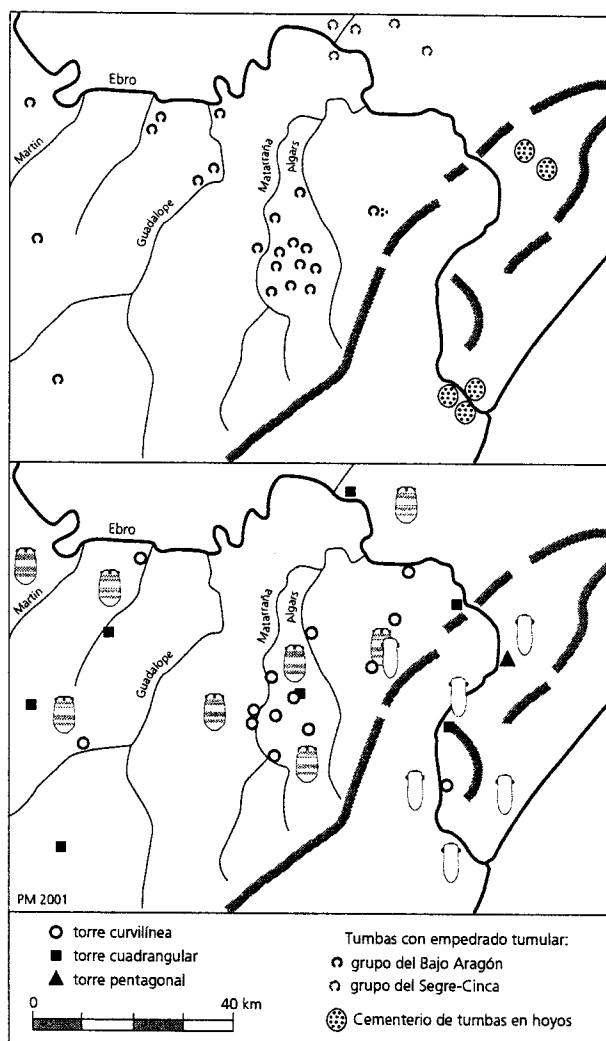 Ebro
Martín
Guadalope
Matarraña
Algars
Ebro
Martín
Guadalope
Matarraña
Algars
PM 2001
torre curvilínea
torre cuadrangular
torre pentagonal
0 40 km
Tumbas con empedrado tumular:
grupo del Bajo Aragón
grupo del Segre-Cinca
Cementerio de tumbas en hoyos